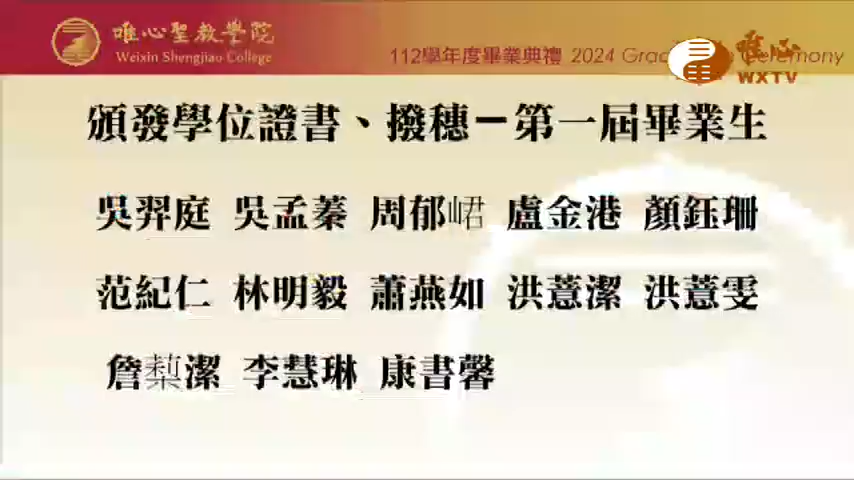 唯心聖教學院
Weixin Shengjiao College
112學年度畢業典禮 2024 Ceremony
唯心
WXTV
頒發學位證書、撥穗－第一屆畢業生
吳羿庭 吳孟蓁 周郁峮 盧金港 顏鈺珊
范紀仁 林明毅 蕭燕如 洪薏潔 洪薏雯
詹潔 李慧琳 康書馨